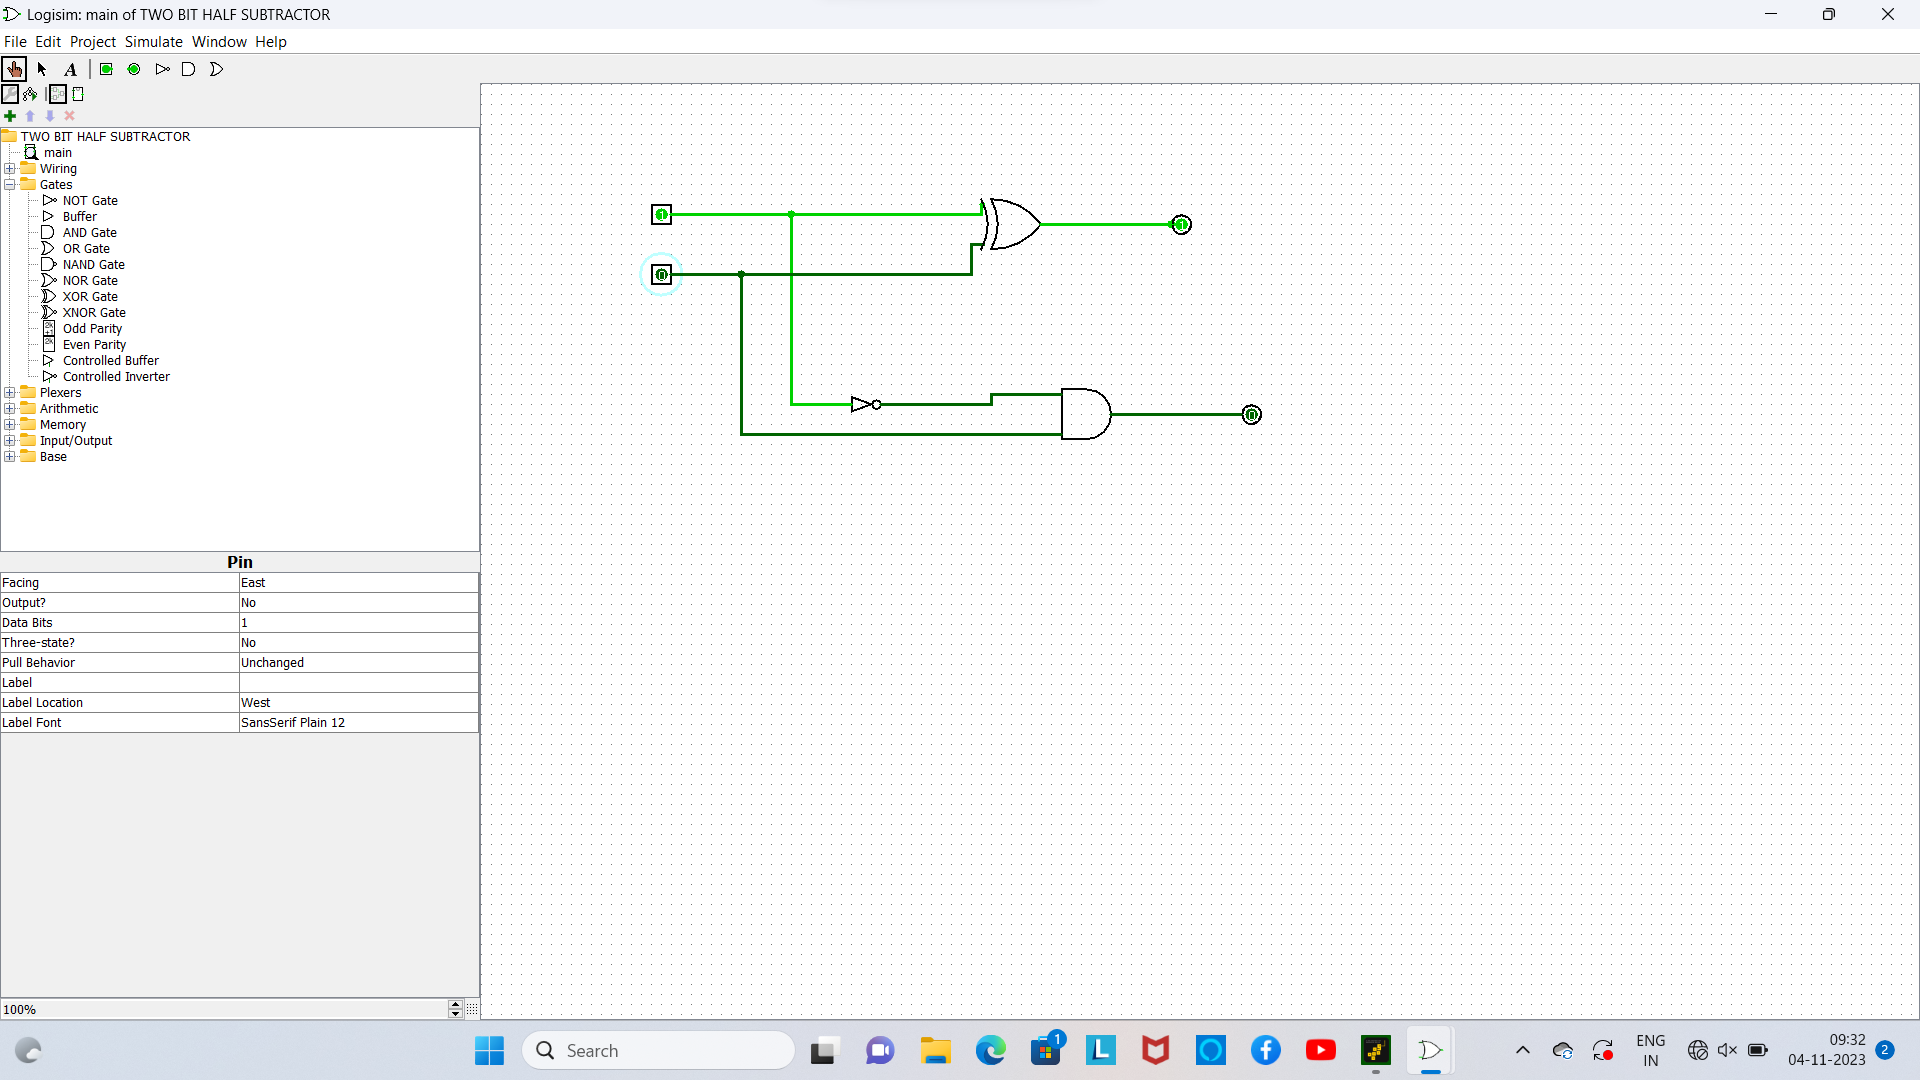 Logisim: main of TWO BIT HALF SUBTRACTOR
File Edit Project Simulate Window Help
A
TWO BIT HALF SUBTRACTOR
main
Wiring
Gates
NOT Gate
Buffer
AND Gate
OR Gate
NAND Gate
NOR Gate
XOR Gate
XNOR Gate
Odd Parity
Even Parity
Controlled Buffer
Controlled Inverter
Plexers
Arithmetic
Memory
Input/Output
Base
Pin
Facing East
Output? No
Data Bits 1
Three-state? No
Pull Behavior Unchanged
Label
Label Location West
Label Font SansSerif Plain 12
100%
1
1
0
0
Search
1
L
ENG
IN
09:32
04-11-2023
2